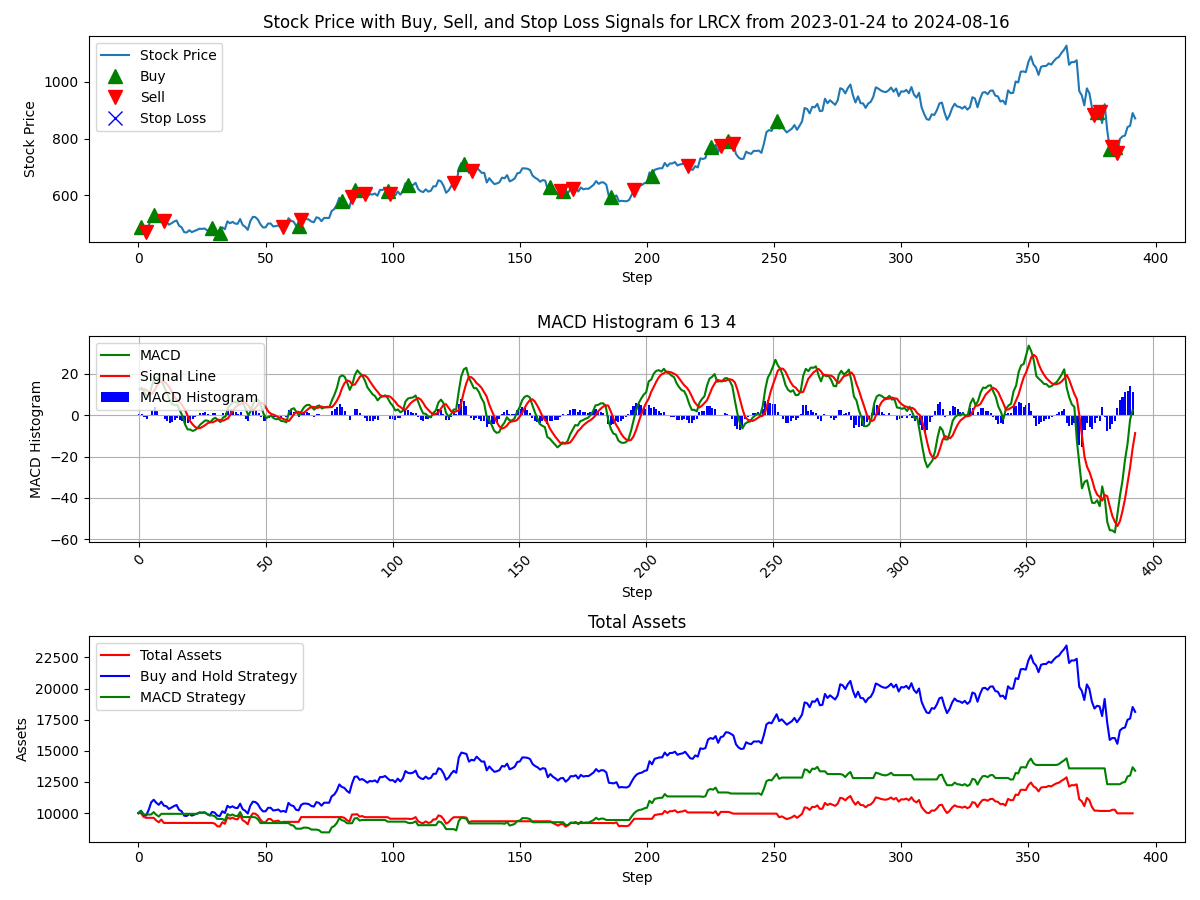 Stock Price with Buy, Sell, and Stop Loss Signals for LRCX from 2023-01-24 to 2024-08-16
Stock Price
Buy
Sell
Stop Loss
Stock Price
1000
800
600
0 50 100 150 200 250 300 350 400
Step
MACD Histogram 6 13 4
MACD
Signal Line
MACD Histogram
MACD Histogram
20
0
−20
−40
−60
0 50 100 150 200 250 300 350 400
Step
Total Assets
Total Assets
Buy and Hold Strategy
MACD Strategy
Assets
22500
20000
17500
15000
12500
10000
0 50 100 150 200 250 300 350 400
Step